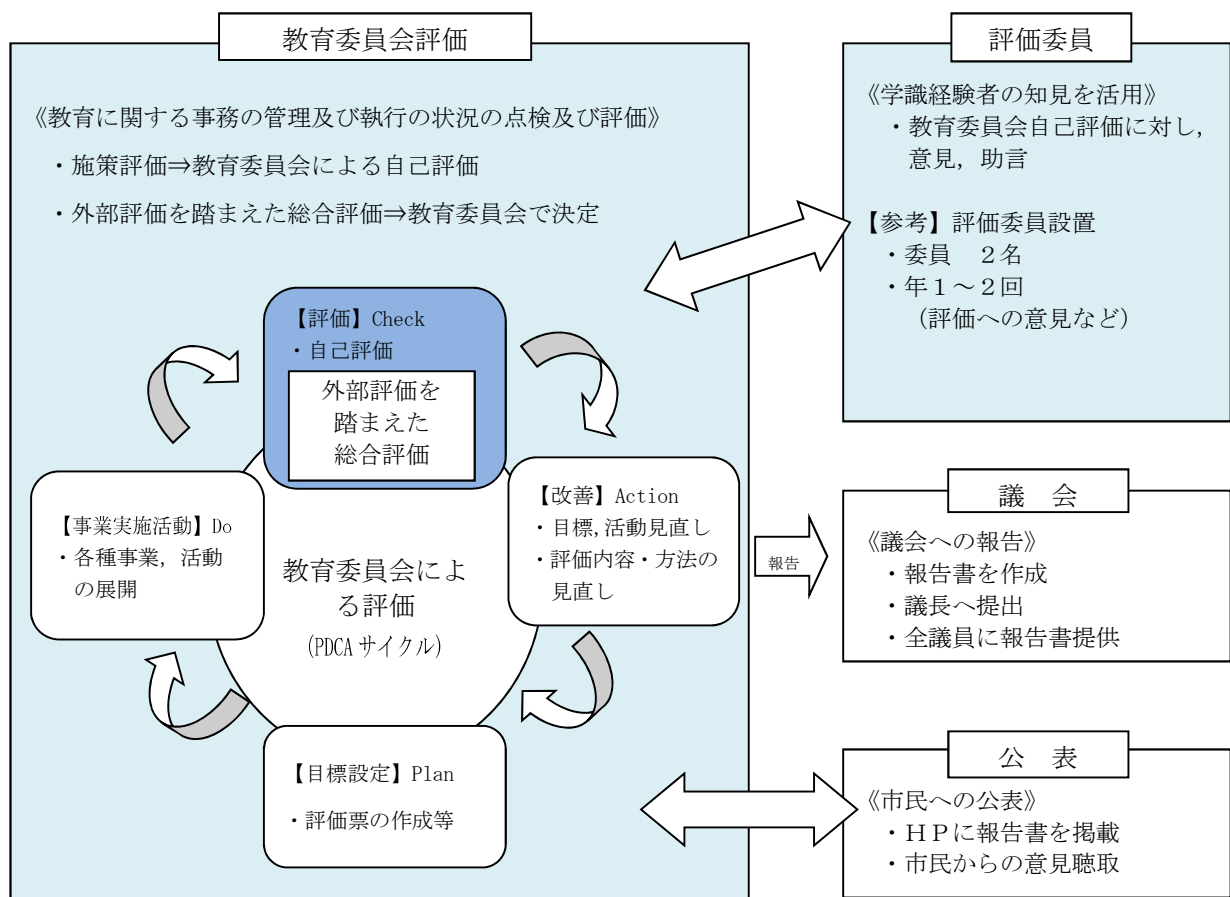 教育委員会評価
《教育に関する事務の管理及び執行の状況の点検及び評価》
・施策評価⇒教育委員会による自己評価
・外部評価を踏まえた総合評価⇒教育委員会で決定
【評価】Check
・自己評価
外部評価を
踏まえた
総合評価
【事業実施活動】Do
・各種事業，活動
の展開
【改善】Action
・目標,活動見直し
・評価内容・方法の
見直し
教育委員会によ
る評価
(PDCAサイクル)
【目標設定】Plan
・評価票の作成等
評価委員
《学識経験者の知見を活用》
・教育委員会自己評価に対し，
意見，助言
【参考】評価委員設置
・委員　２名
・年１～２回
（評価への意見など）
報告
議　会
《議会への報告》
・報告書を作成
・議長へ提出
・全議員に報告書提供
公　表
《市民への公表》
・ＨＰに報告書を掲載
・市民からの意見聴取